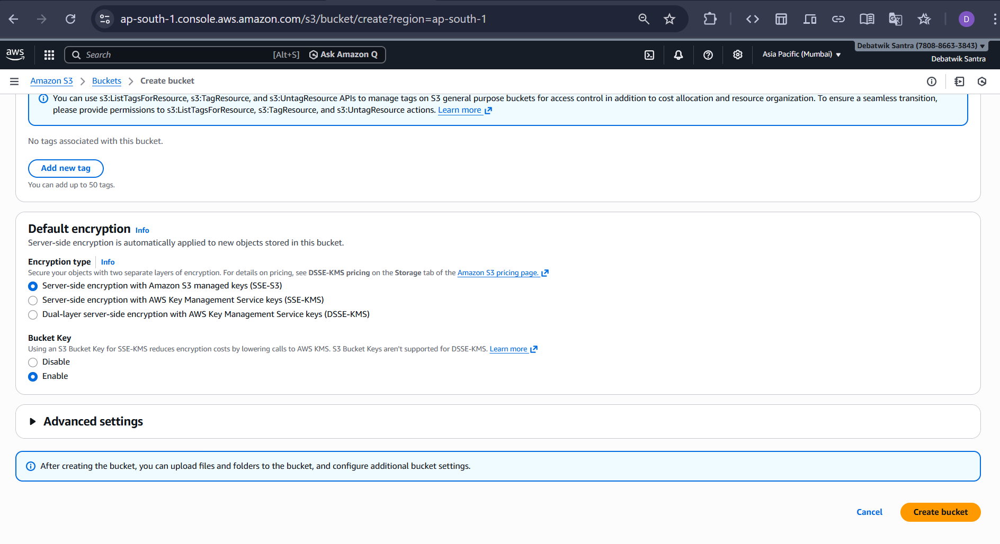 ap-south-1.console.aws.amazon.com/s3/bucket/create?region=ap-south-1
D
aws
Search
[Alt+S]
Ask Amazon Q
Asia Pacific (Mumbai)
Debatwik Santra (7808-8663-3843)
Debatwik Santra
Amazon S3
Buckets
Create bucket
You can use s3:ListTagsForResource, s3:TagResource, and s3:UntagResource APIs to manage tags on S3 general purpose buckets for access control in addition to cost allocation and resource organization. To ensure a seamless transition,
please provide permissions to s3:ListTagsForResource, s3:TagResource, and s3:UntagResource actions. Learn more
No tags associated with this bucket.
Add new tag
You can add up to 50 tags.
Default encryption Info
Server-side encryption is automatically applied to new objects stored in this bucket.
Encryption type Info
Secure your objects with two separate layers of encryption. For details on pricing, see DSSE-KMS pricing on the Storage tab of the Amazon S3 pricing page.
Server-side encryption with Amazon S3 managed keys (SSE-S3)
Server-side encryption with AWS Key Management Service keys (SSE-KMS)
Dual-layer server-side encryption with AWS Key Management Service keys (DSSE-KMS)
Bucket Key
Using an S3 Bucket Key for SSE-KMS reduces encryption costs by lowering calls to AWS KMS. S3 Bucket Keys aren't supported for DSSE-KMS. Learn more
Disable
Enable
Advanced settings
After creating the bucket, you can upload files and folders to the bucket, and configure additional bucket settings.
Cancel
Create bucket